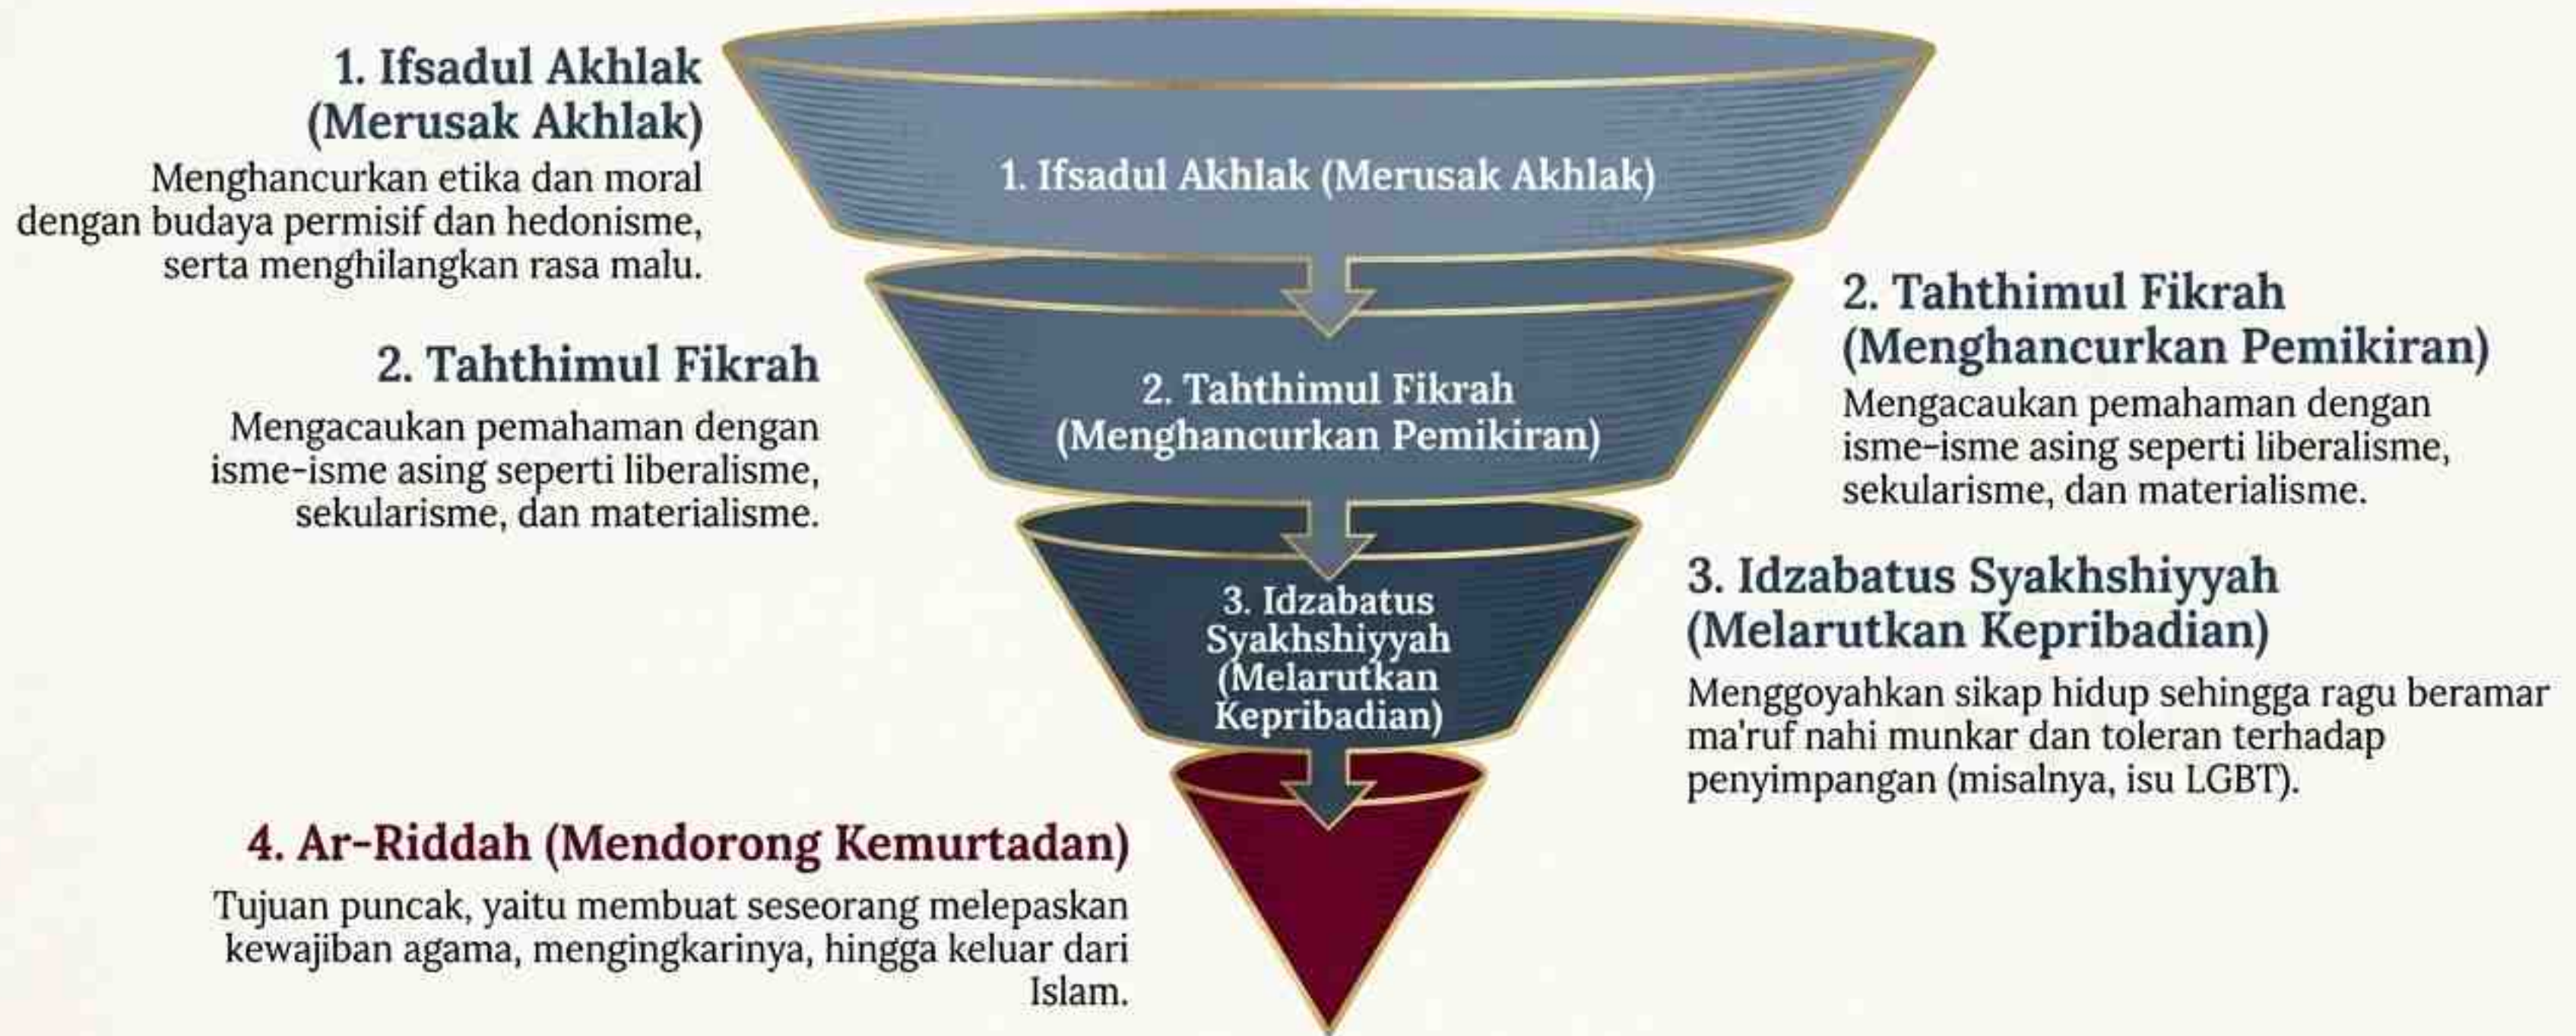 1. Ifsadul Akhlak
(Merusak Akhlak)
Menghancurkan etika dan moral
dengan budaya permisif dan hedonisme,
serta menghilangkan rasa malu.
1. Ifsadul Akhlak (Merusak Akhlak)
2. Tahthimul Fikrah
Mengacaukan pemahaman dengan
isme-isme asing seperti liberalisme,
sekularisme, dan materialisme.
2. Tahthimul Fikrah
(Menghancurkan Pemikiran)
2. Tahthimul Fikrah
(Menghancurkan Pemikiran)
Mengacaukan pemahaman dengan
isme-isme asing seperti liberalisme,
sekularisme, dan materialisme.
3. Idzabatus
Syakhshiyyah
(Melarutkan
Kepribadian)
3. Idzabatus Syakhshiyyah
(Melarutkan Kepribadian)
Menggoyahkan sikap hidup sehingga ragu beramar
ma'ruf nahi munkar dan toleran terhadap
penyimpangan (misalnya, isu LGBT).
4. Ar-Riddah (Mendorong Kemurtadan)
Tujuan puncak, yaitu membuat seseorang melepaskan
kewajiban agama, mengingkarinya, hingga keluar dari
Islam.